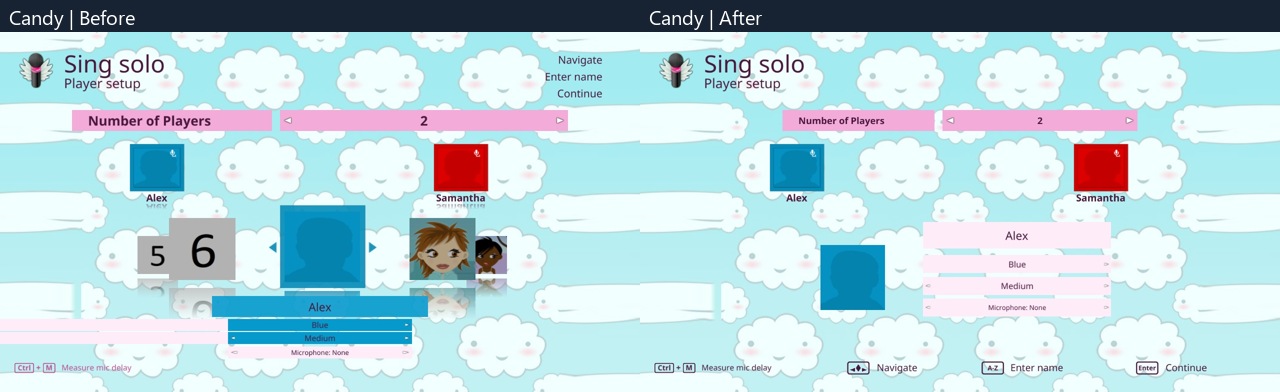 Candy | Before
Sing solo
Player setup
Navigate
Enter name
Continue
Number of Players
2
Alex
Samantha
5
6
Alex
Blue
Medium
Microphone: None
Ctrl + M Measure mic delay
Candy | After
Sing solo
Player setup
Number of Players
2
Alex
Samantha
Alex
Blue
Medium
Microphone: None
Ctrl + M Measure mic delay
Navigate
A-Z Enter name
Enter Continue